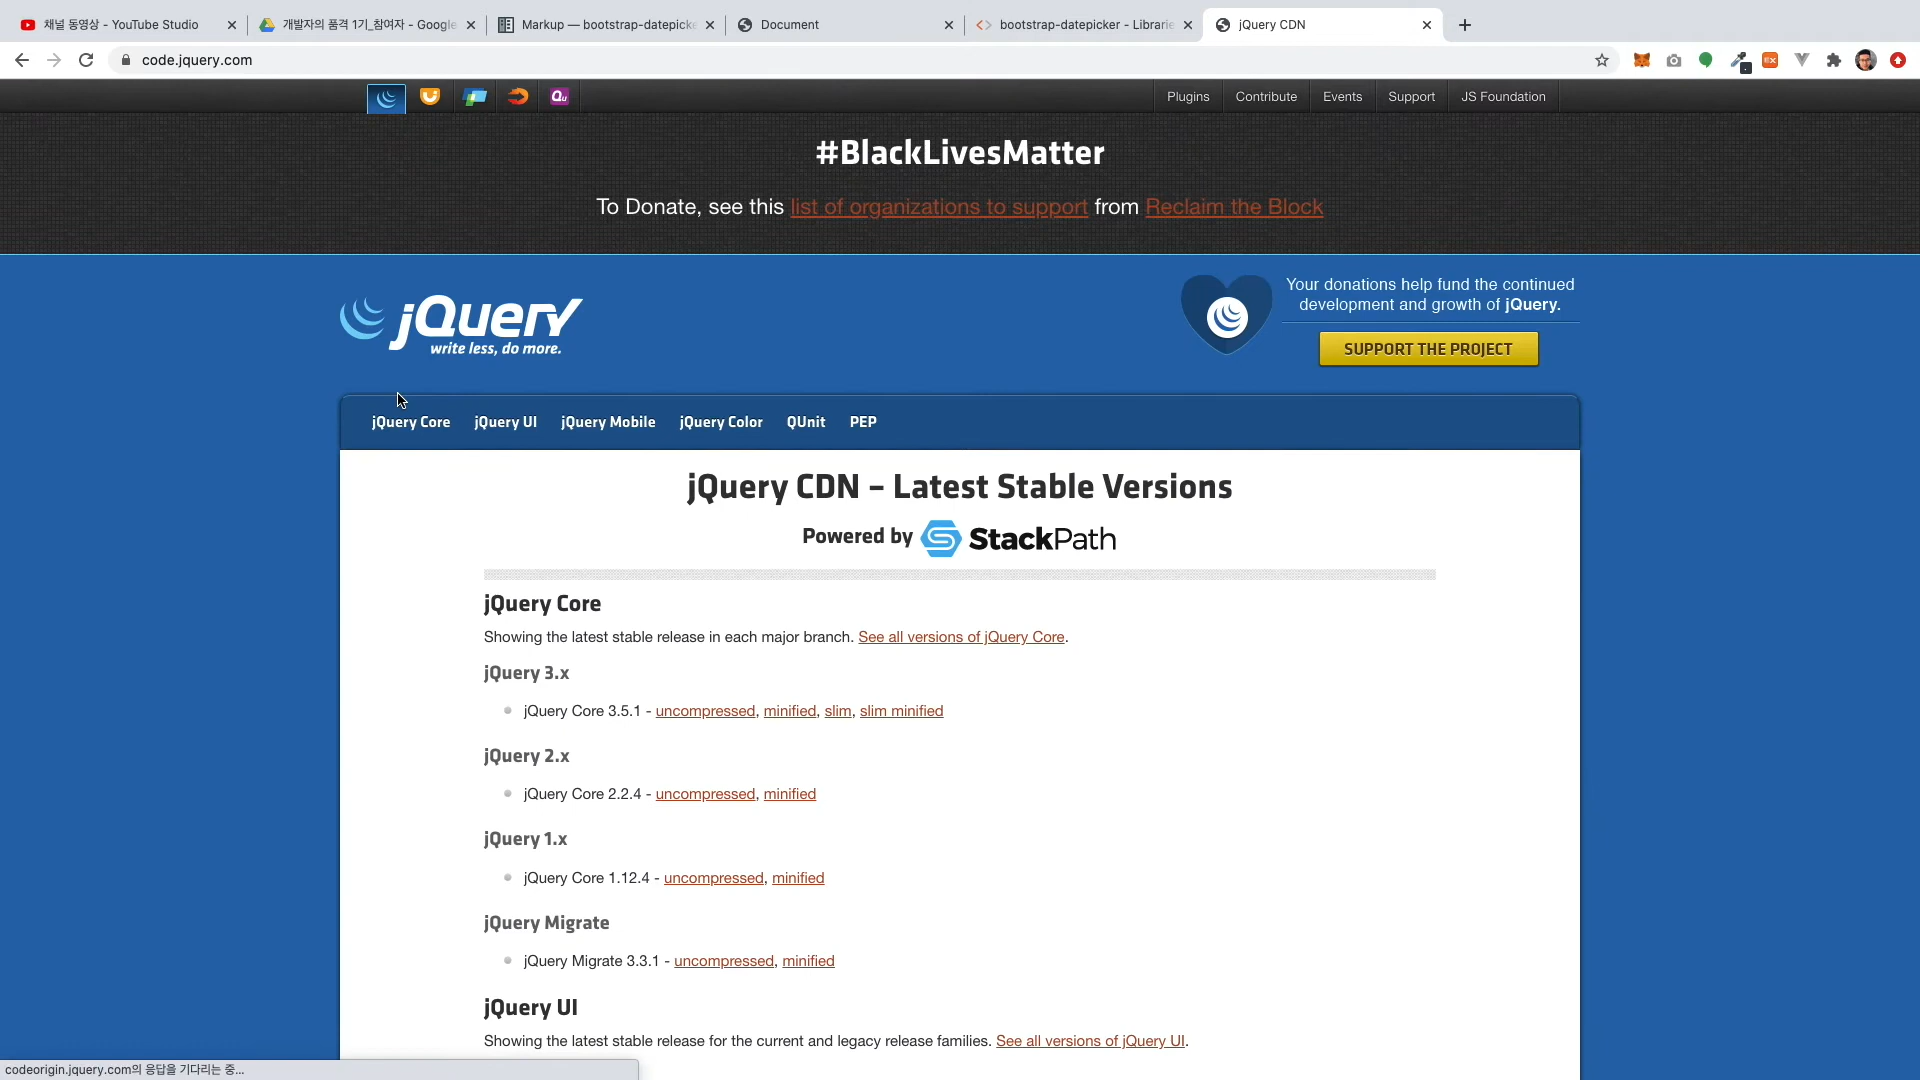 채널 동영상 - YouTube Studio
개발자의 품격 1기_참여자 - Google
Markup — bootstrap-datepicke
Document
bootstrap-datepicker - Librarie
jQuery CDN
code.jquery.com
Plugins
Contribute
Events
Support
JS Foundation
#BlackLivesMatter
To Donate, see this list of organizations to support from Reclaim the Block
jQuery
write less, do more.
Your donations help fund the continued
development and growth of jQuery.
SUPPORT THE PROJECT
jQuery Core
jQuery UI
jQuery Mobile
jQuery Color
QUnit
PEP
jQuery CDN – Latest Stable Versions
Powered by StackPath
jQuery Core
Showing the latest stable release in each major branch. See all versions of jQuery Core.
jQuery 3.x
jQuery Core 3.5.1 - uncompressed, minified, slim, slim minified
jQuery 2.x
jQuery Core 2.2.4 - uncompressed, minified
jQuery 1.x
jQuery Core 1.12.4 - uncompressed, minified
jQuery Migrate
jQuery Migrate 3.3.1 - uncompressed, minified
jQuery UI
Showing the latest stable release for the current and legacy release families. See all versions of jQuery UI.
codeorigin.jquery.com의 응답을 기다리는 중...